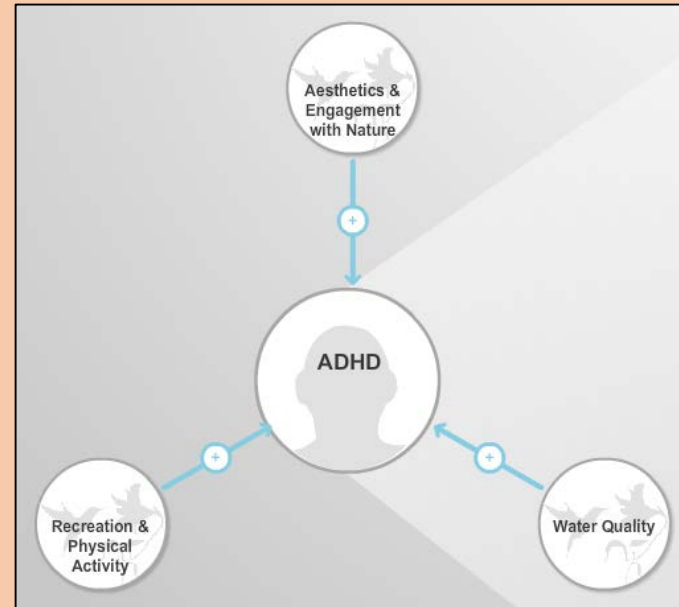 Aesthetics &
Engagement
with Nature
+
ADHD
+
+
Recreation &
Physical
Activity
Water Quality